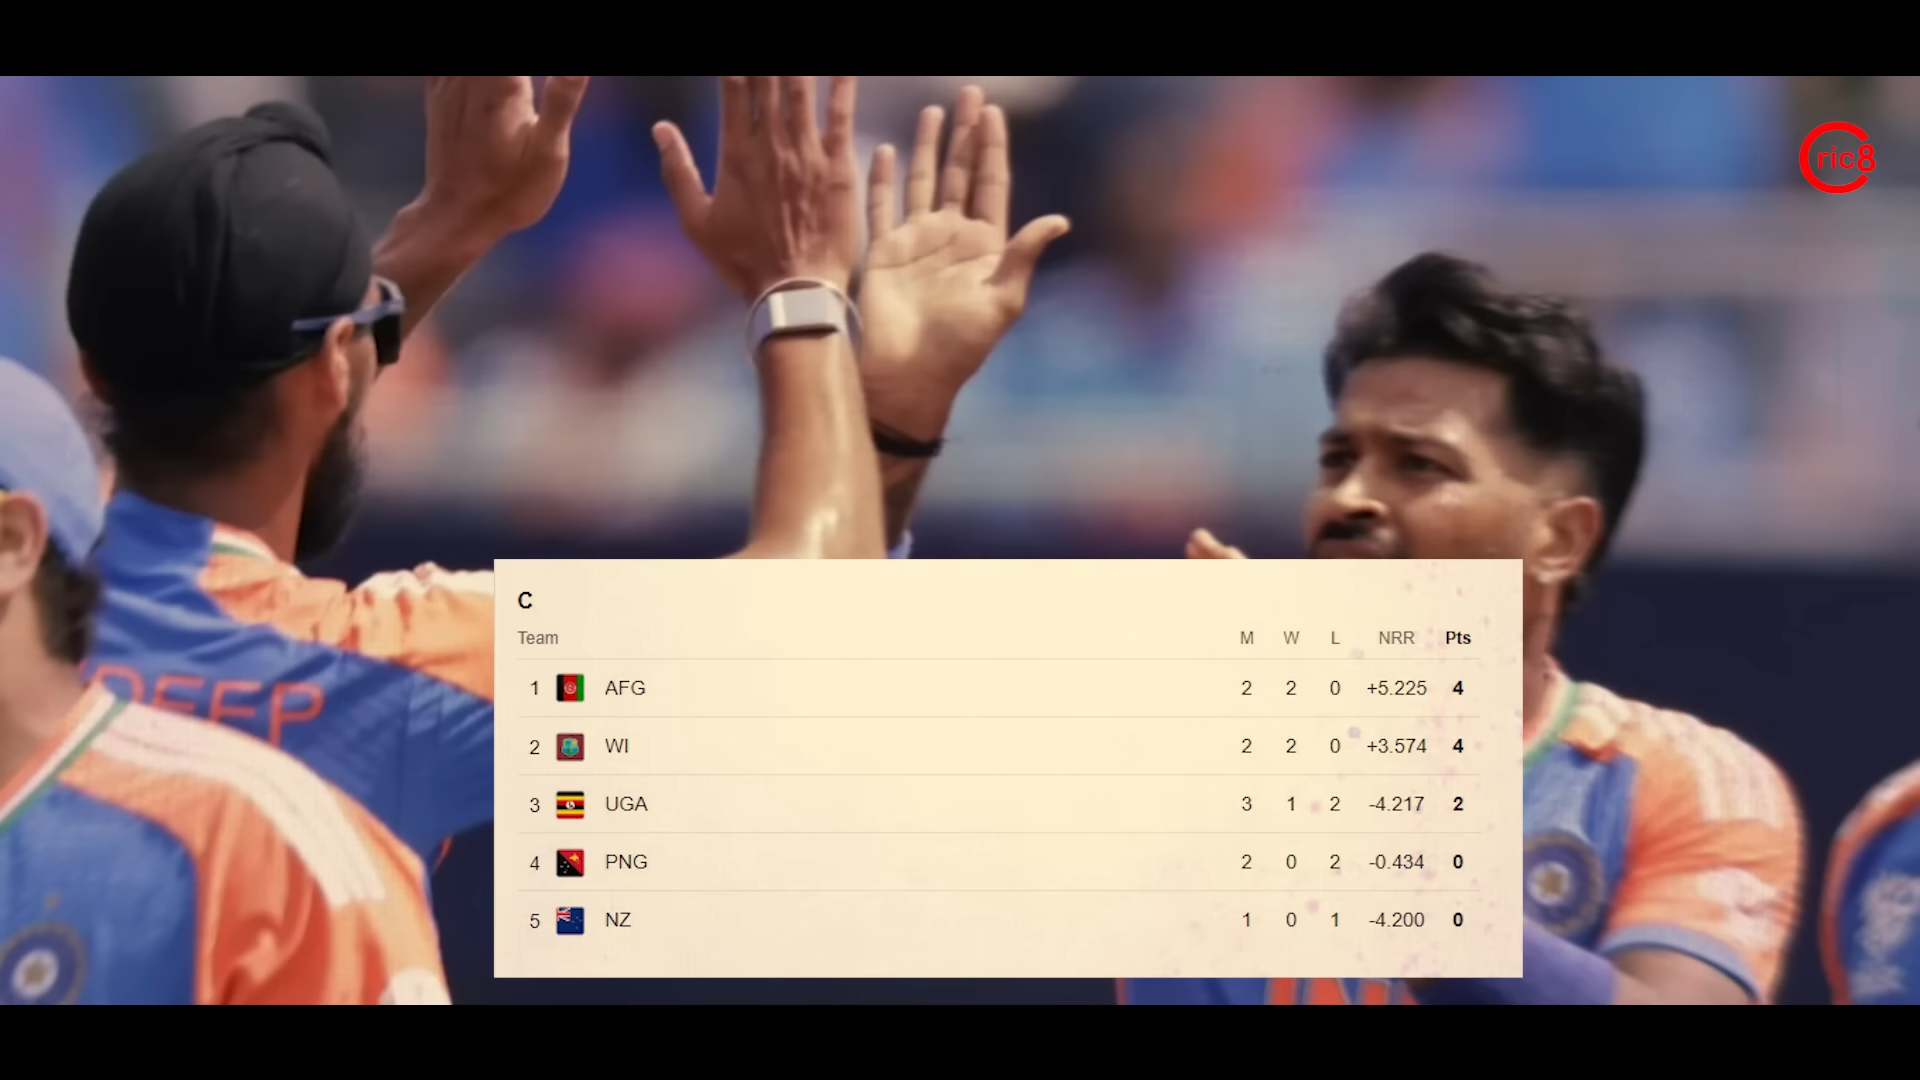 Cric8
DEEP
C
Team M W L NRR Pts
1 AFG 2 2 0 +5.225 4
2 WI 2 2 0 +3.574 4
3 UGA 3 1 2 -4.217 2
4 PNG 2 0 2 -0.434 0
5 NZ 1 0 1 -4.200 0